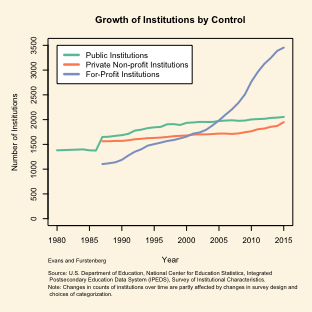 Growth of Institutions by Control
Public Institutions
Private Non-profit Institutions
For-Profit Institutions
Number of Institutions
3500
3000
2500
2000
1500
1000
500
0
1980 1985 1990 1995 2000 2005 2010 2015
Year
Evans and Furstenberg
Source: U.S. Department of Education, National Center for Education Statistics, Integrated
Postsecondary Education Data System (IPEDS), Survey of Institutional Characteristics.
Note: Changes in counts of institutions over time are partly affected by changes in survey design and
choices of categorization.